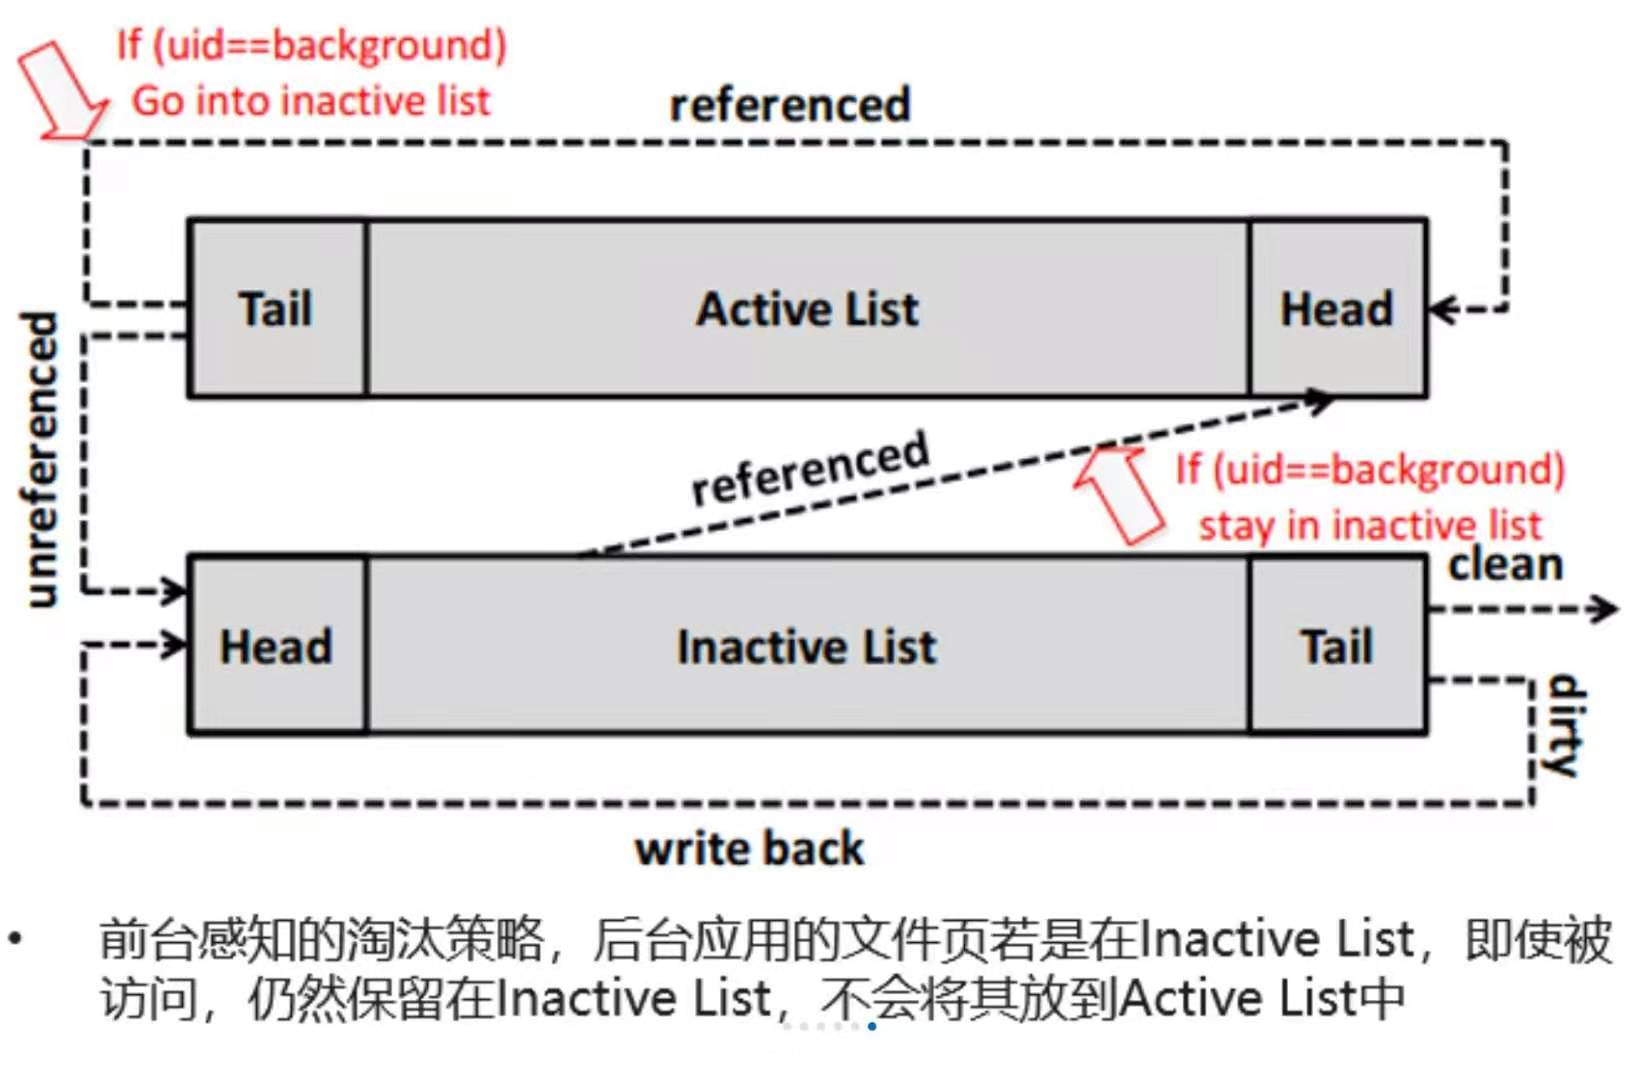 If (uid==background)
Go into inactive list
referenced
Tail
Active List
Head
unreferenced
referenced
If (uid==background)
stay in inactive list
clean
Head
Inactive List
Tail
dirty
write back
• 前台感知的淘汰策略，后台应用的文件页若是在Inactive List，即使被
访问，仍然保留在Inactive List，不会将其放到Active List中